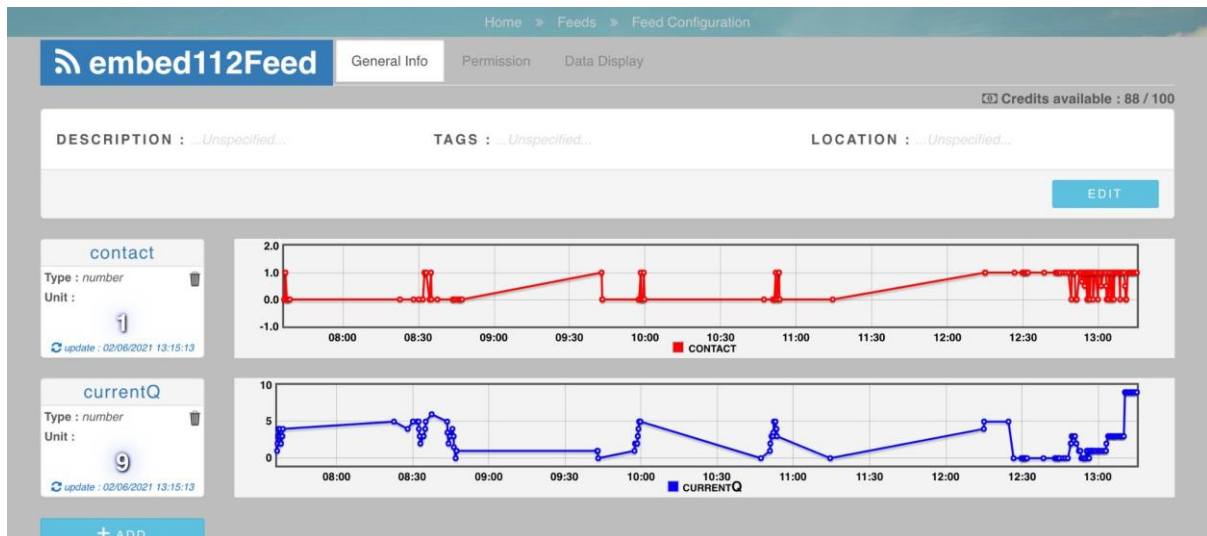 Home » Feeds » Feed Configuration
embed112Feed General Info Permission Data Display
Credits available : 88 / 100
DESCRIPTION : ...Unspecified... TAGS : ...Unspecified... LOCATION : ...Unspecified...
EDIT
contact
Type : number
Unit :
1
update : 02/06/2021 13:15:13
2.0
1.0
0.0
-1.0
08:00 08:30 09:00 09:30 10:00 10:30 11:00 11:30 12:00 12:30 13:00
CONTACT
currentQ
Type : number
Unit :
9
update : 02/06/2021 13:15:13
10
5
0
08:00 08:30 09:00 09:30 10:00 10:30 11:00 11:30 12:00 12:30 13:00
CURRENTQ
+ ADD